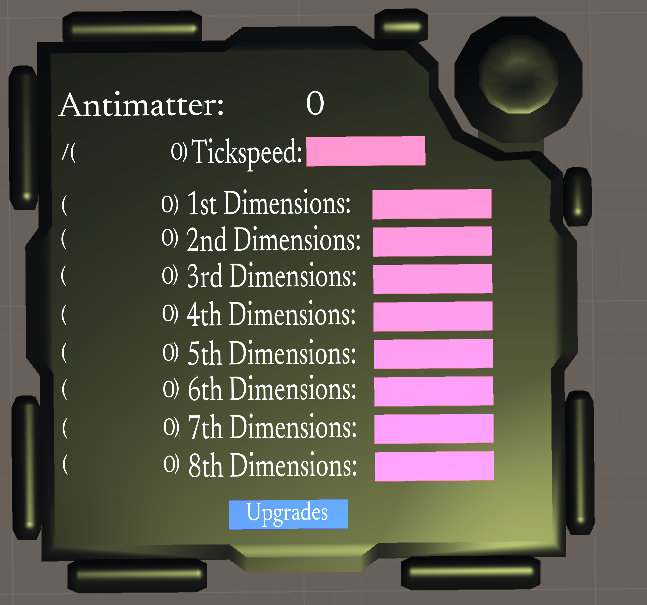 Antimatter: 0
/( 0) Tickspeed:
( 0) 1st Dimensions:
( 0) 2nd Dimensions:
( 0) 3rd Dimensions:
( 0) 4th Dimensions:
( 0) 5th Dimensions:
( 0) 6th Dimensions:
( 0) 7th Dimensions:
( 0) 8th Dimensions:
Upgrades